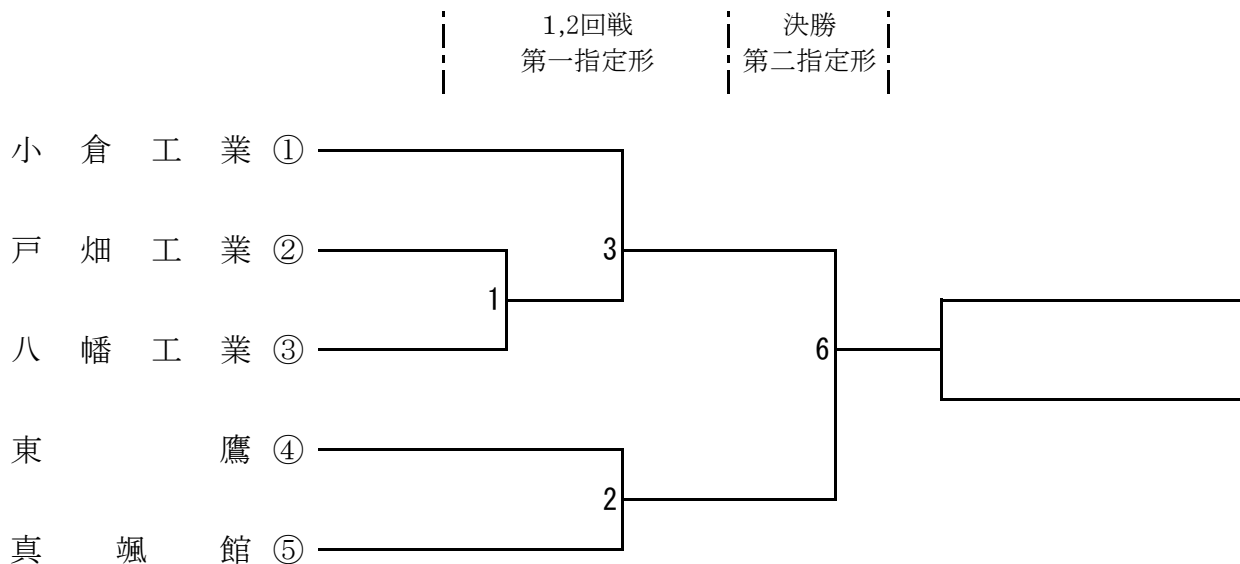 1,2回戦
第一指定形
決勝
第二指定形
小倉工業 ①
戸畑工業 ②
3
1
八幡工業 ③
6
東鷹 ④
2
真颯館 ⑤